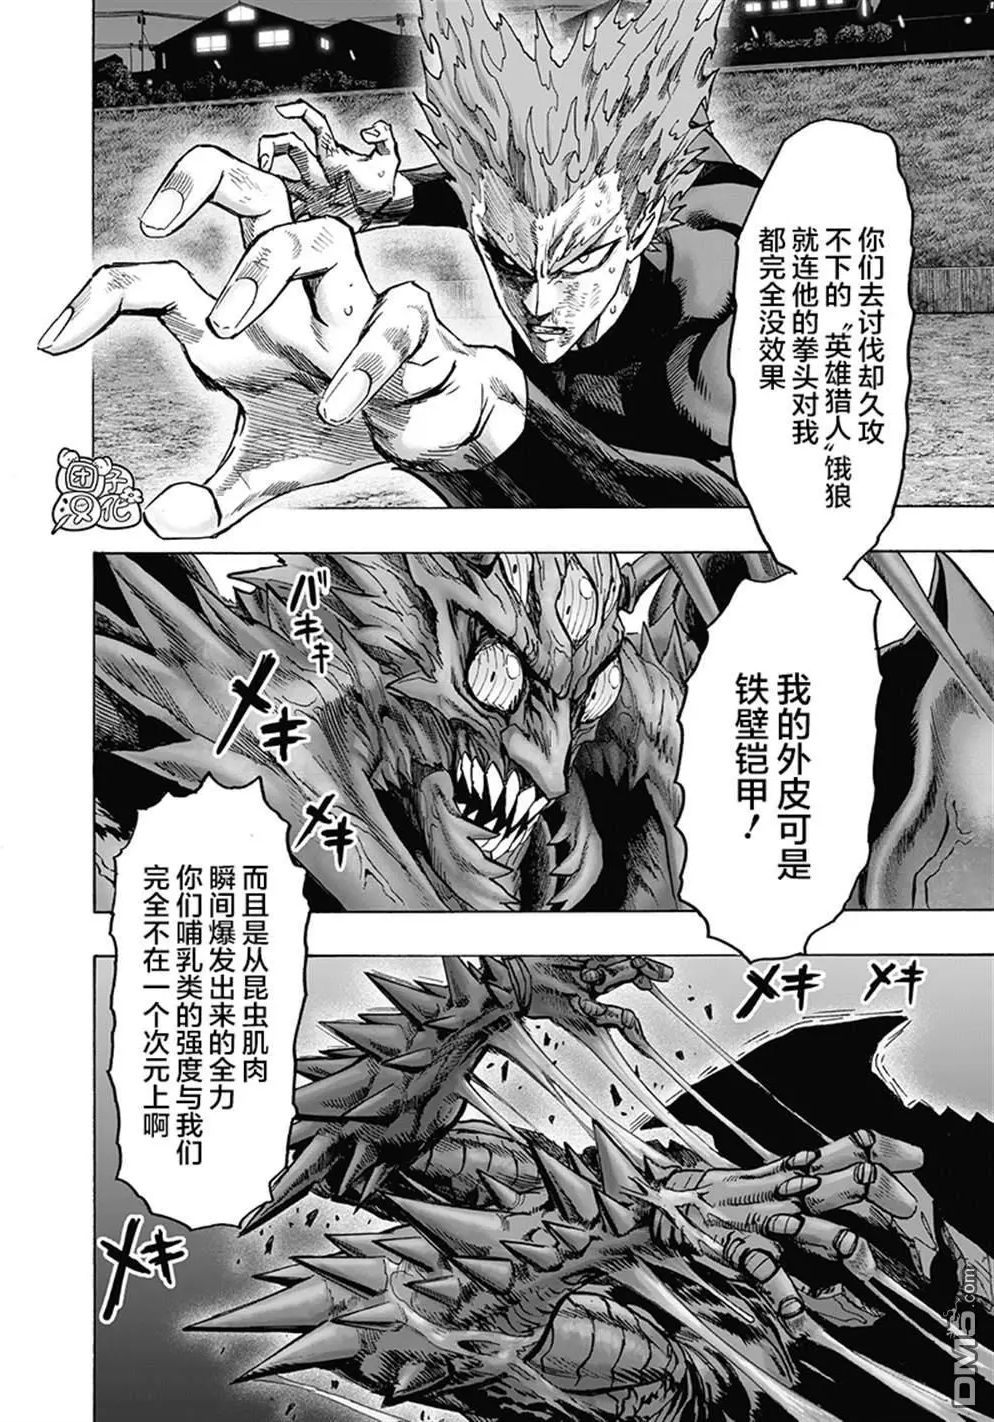 你们去讨伐却久攻
不下的“英雄猎人”饿狼
就连他的拳头对我
都完全没效果
团子
汉化
バキキ
メキ
我的外皮可是
铁壁铠甲！
メキ
而且是从昆虫肌肉
瞬间爆发出来的全力
你们哺乳类的强度与我们
完全不在一个次元上啊
メキ
メキ
メキ
DM5.com